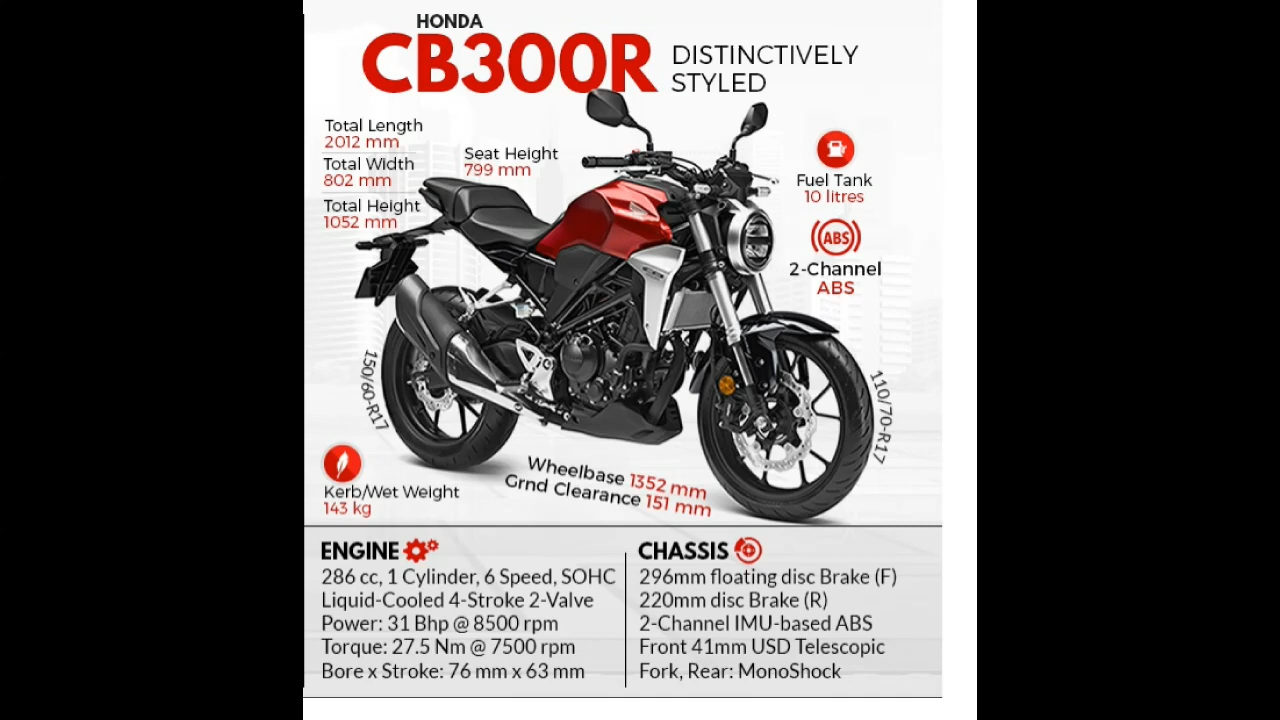 HONDA
CB300R
DISTINCTIVELY
STYLED
Total Length
2012 mm
Total Width
802 mm
Total Height
1052 mm
Seat Height
799 mm
Fuel Tank
10 litres
ABS
2-Channel
ABS
150/60-R17
110/70-R17
Wheelbase 1352 mm
Grnd Clearance 151 mm
Kerb/Wet Weight
143 kg
ENGINE
286 cc, 1 Cylinder, 6 Speed, SOHC
Liquid-Cooled 4-Stroke 2-Valve
Power: 31 Bhp @ 8500 rpm
Torque: 27.5 Nm @ 7500 rpm
Bore x Stroke: 76 mm x 63 mm
CHASSIS
296mm floating disc Brake (F)
220mm disc Brake (R)
2-Channel IMU-based ABS
Front 41mm USD Telescopic
Fork, Rear: MonoShock